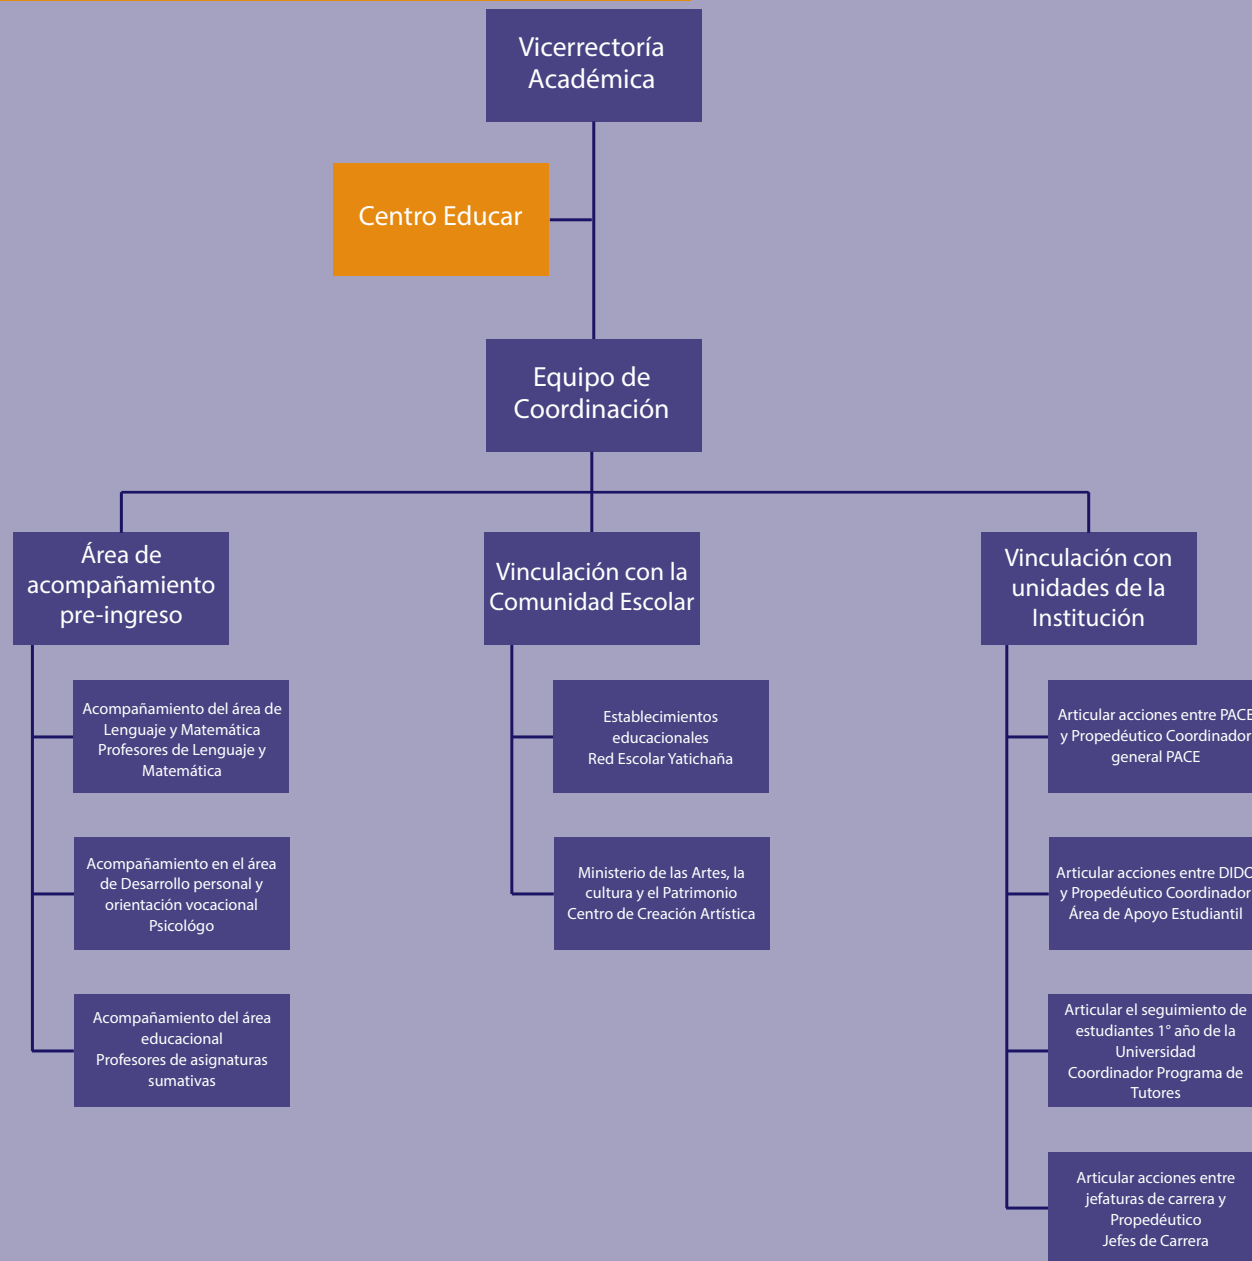 Vicerrectoría
Académica
Centro Educar
Equipo de
Coordinación
Área de
acompañamiento
pre-ingreso
Acompañamiento del área de
Lenguaje y Matemática
Profesores de Lenguaje y
Matemática
Acompañamiento en el área
de Desarrollo personal y
orientación vocacional
Psicológo
Acompañamiento del área
educacional
Profesores de asignaturas
sumativas
Vinculación con la
Comunidad Escolar
Establecimientos
educacionales
Red Escolar Yatichaña
Ministerio de las Artes, la
cultura y el Patrimonio
Centro de Creación Artística
Vinculación con
unidades de la
Institución
Articular acciones entre PACE
y Propedéutico Coordinador
general PACE
Articular acciones entre
y Propedéutico Coordinador
Área de Apoyo Estudiantil
Articular el seguimiento de
estudiantes 1° año de la
Universidad
Coordinador Programa de
Tutores
Articular acciones entre
jefaturas de carrera y
Propedéutico
Jefes de Carrera